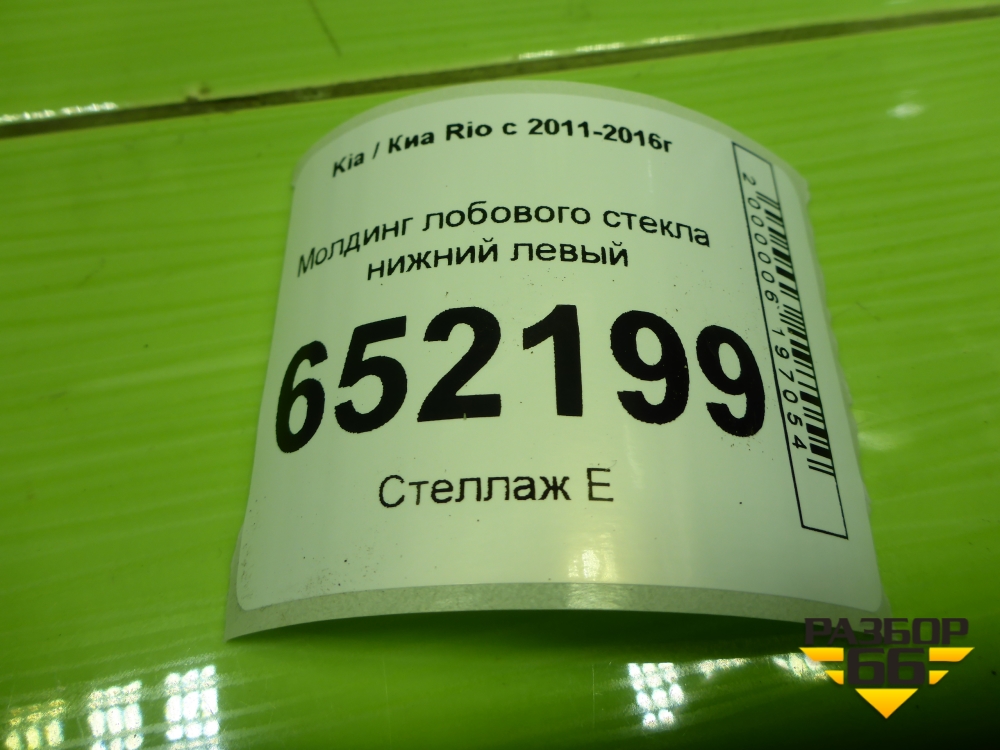 Kia / Киа Rio с 2011-2016г
Молдинг лобового стекла
нижний левый
652199
Стеллаж Е
2000006197054
РАЗБОР
66